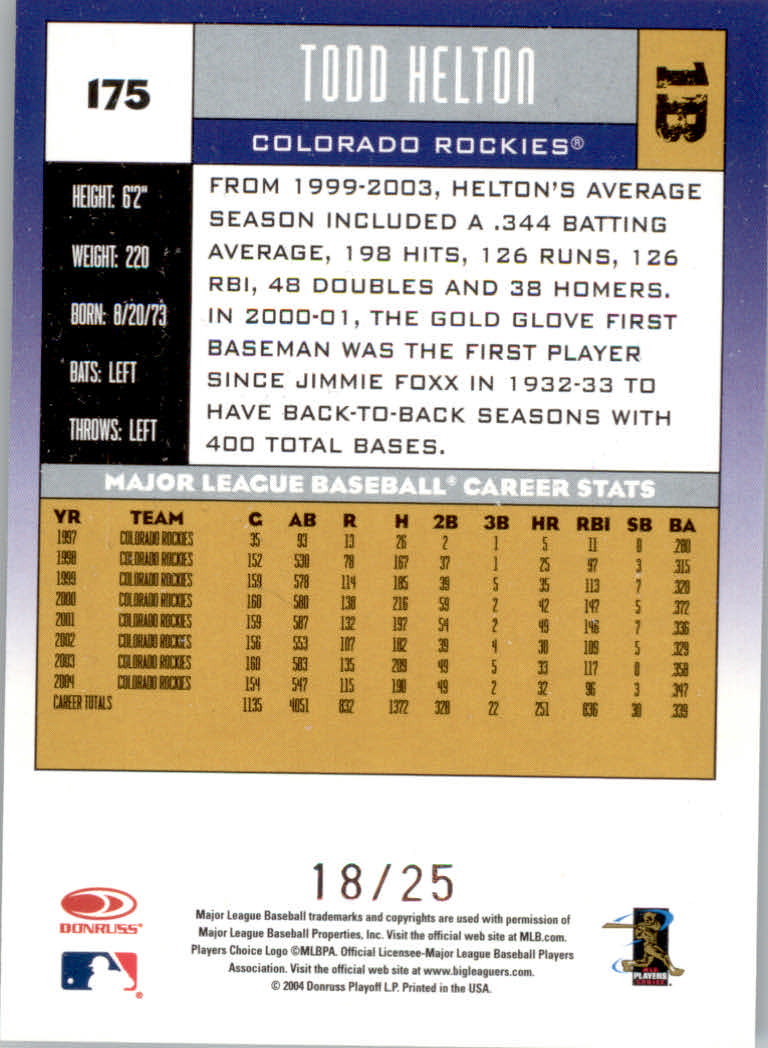 175
TODD HELTON
1B
COLORADO ROCKIES®
HEIGHT: 6'2"
WEIGHT: 220
BORN: 8/20/73
BATS: LEFT
THROWS: LEFT
FROM 1999-2003, HELTON'S AVERAGE
SEASON INCLUDED A .344 BATTING
AVERAGE, 198 HITS, 126 RUNS, 126
RBI, 48 DOUBLES AND 38 HOMERS.
IN 2000-01, THE GOLD GLOVE FIRST
BASEMAN WAS THE FIRST PLAYER
SINCE JIMMIE FOXX IN 1932-33 TO
HAVE BACK-TO-BACK SEASONS WITH
400 TOTAL BASES.
MAJOR LEAGUE BASEBALL® CAREER STATS
YR TEAM G AB R H 2B 3B HR RBI SB BA
1997 COLORADO ROCKIES 35 93 13 26 2 1 5 11 0 .280
1998 COLORADO ROCKIES 152 530 78 167 37 1 25 97 3 .315
1999 COLORADO ROCKIES 159 578 114 185 39 5 35 113 7 .320
2000 COLORADO ROCKIES 160 580 138 216 59 2 42 147 5 .372
2001 COLORADO ROCKIES 159 587 132 197 54 2 49 146 7 .336
2002 COLORADO ROCKIES 156 553 107 182 39 4 30 109 5 .329
2003 COLORADO ROCKIES 160 583 135 209 49 5 33 117 0 .358
2004 COLORADO ROCKIES 154 547 115 190 49 2 32 96 3 .347
CAREER TOTALS 1135 4051 832 1372 328 22 251 836 30 .339
18/25
DONRUSS®
Major League Baseball trademarks and copyrights are used with permission of
Major League Baseball Properties, Inc. Visit the official web site at MLB.com.
Players Choice Logo ©MLBPA. Official Licensee-Major League Baseball Players
Association. Visit the official web site at www.bigleaguers.com.
© 2004 Donruss Playoff L.P. Printed in the USA.
PLAYERS
CHOICE